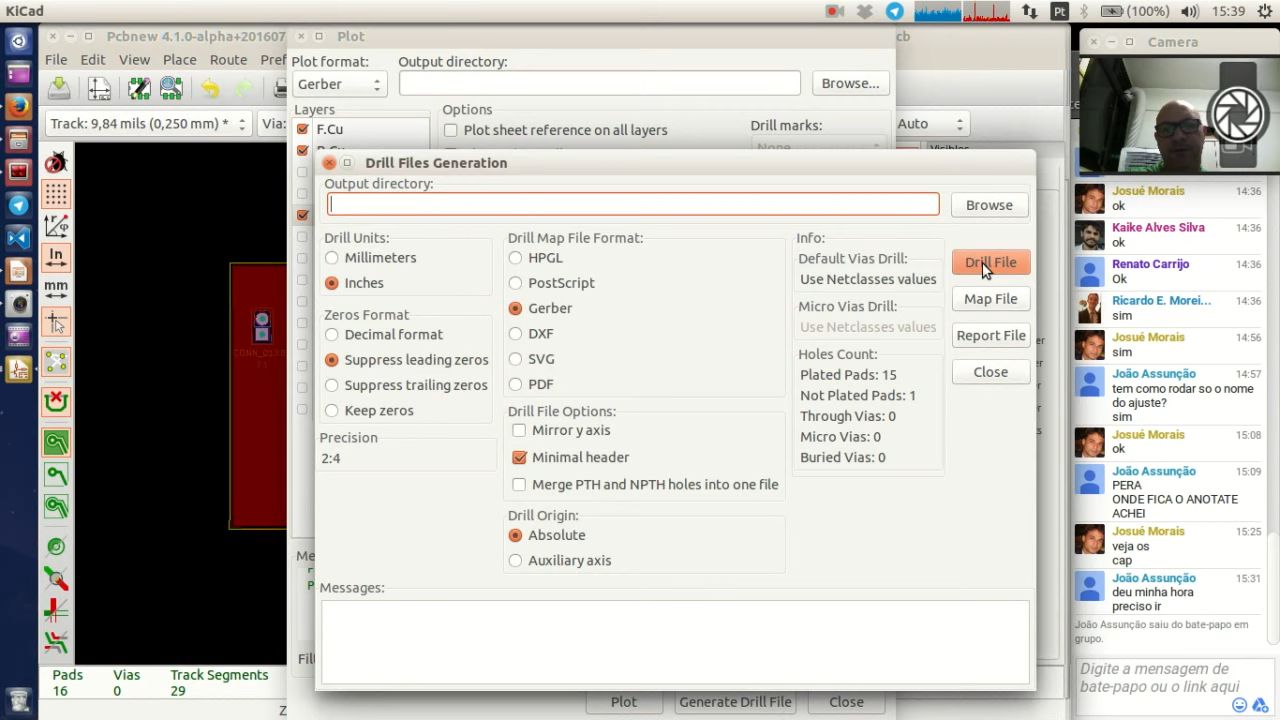 KiCad
Pt
(100%)
15:39
Pcbnew 4.1.0-alpha+201607
File Edit View Place Route Pref
Track: 9,84 mils (0,250 mm) *
Via:
Auto
Visibles
In
mm
Pads Vias Track Segments
16 0 29
Plot
Plot format:
Output directory:
Gerber
Browse...
Layers
Options
F.Cu
Plot sheet reference on all layers
Drill marks:
None
Drill Files Generation
Output directory:
Browse
Drill Units:
Millimeters
Inches
Zeros Format
Decimal format
Suppress leading zeros
Suppress trailing zeros
Keep zeros
Precision
2:4
Drill Map File Format:
HPGL
PostScript
Gerber
DXF
SVG
PDF
Drill File Options:
Mirror y axis
Minimal header
Merge PTH and NPTH holes into one file
Drill Origin:
Absolute
Auxiliary axis
Info:
Default Vias Drill:
Use Netclasses values
Micro Vias Drill:
Use Netclasses values
Holes Count:
Plated Pads: 15
Not Plated Pads: 1
Through Vias: 0
Micro Vias: 0
Buried Vias: 0
Drill File
Map File
Report File
Close
Messages:
Plot
Generate Drill File
Close
Camera
Josué Morais 14:36
ok
Kaike Alves Silva 14:36
ok
Renato Carrijo 14:36
Ok
Ricardo E. Morei... 14:36
sim
Josué Morais 14:56
sim
João Assunção 14:57
tem como rodar so o nome
do ajuste?
sim
Josué Morais 15:08
ok
João Assunção 15:09
PERA
ONDE FICA O ANOTATE
ACHEI
Josué Morais 15:25
veja os
cap
João Assunção 15:31
deu minha hora
preciso ir
João Assunção saiu do bate-papo em
grupo.
Digite a mensagem de
bate-papo ou o link aqui